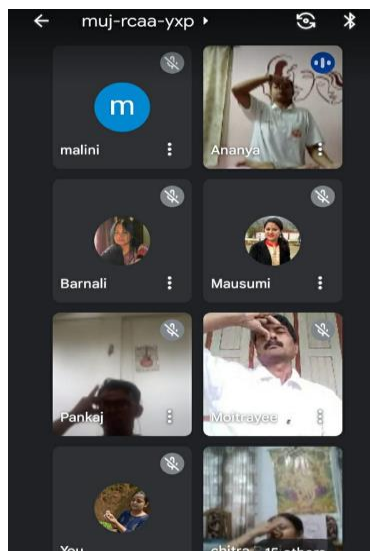 muj-rcaa-yxp
m
malini
Ananya
Barnali
Mausumi
Pankaj
Moitrayee
You
chitra
15 others